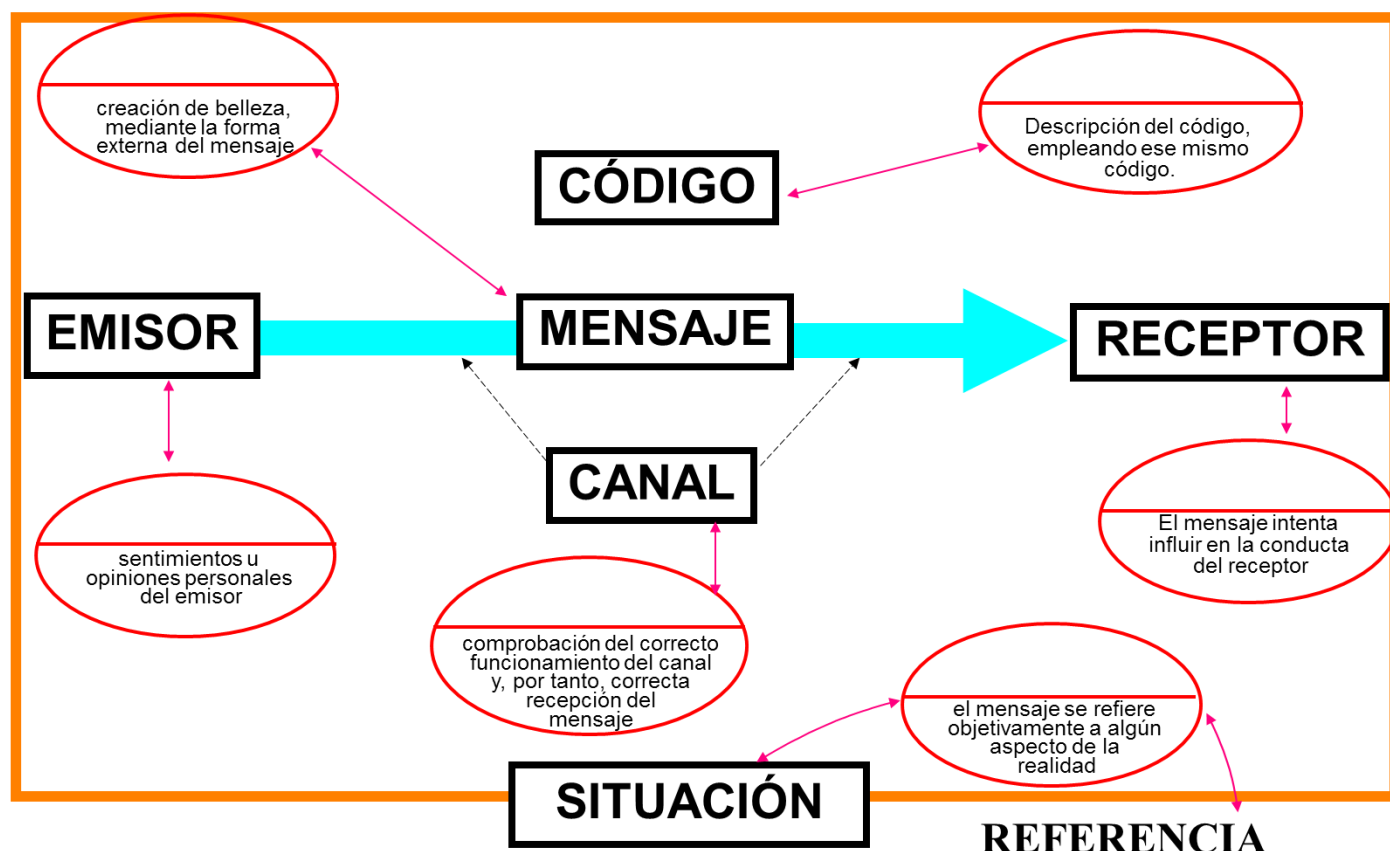 creación de belleza,
mediante la forma
externa del mensaje
Descripción del código,
empleando ese mismo
código.
CÓDIGO
EMISOR
MENSAJE
RECEPTOR
CANAL
sentimientos u
opiniones personales
del emisor
El mensaje intenta
influir en la conducta
del receptor
comprobación del correcto
funcionamiento del canal
y, por tanto, correcta
recepción del
mensaje
el mensaje se refiere
objetivamente a algún
aspecto de la
realidad
SITUACIÓN
REFERENCIA